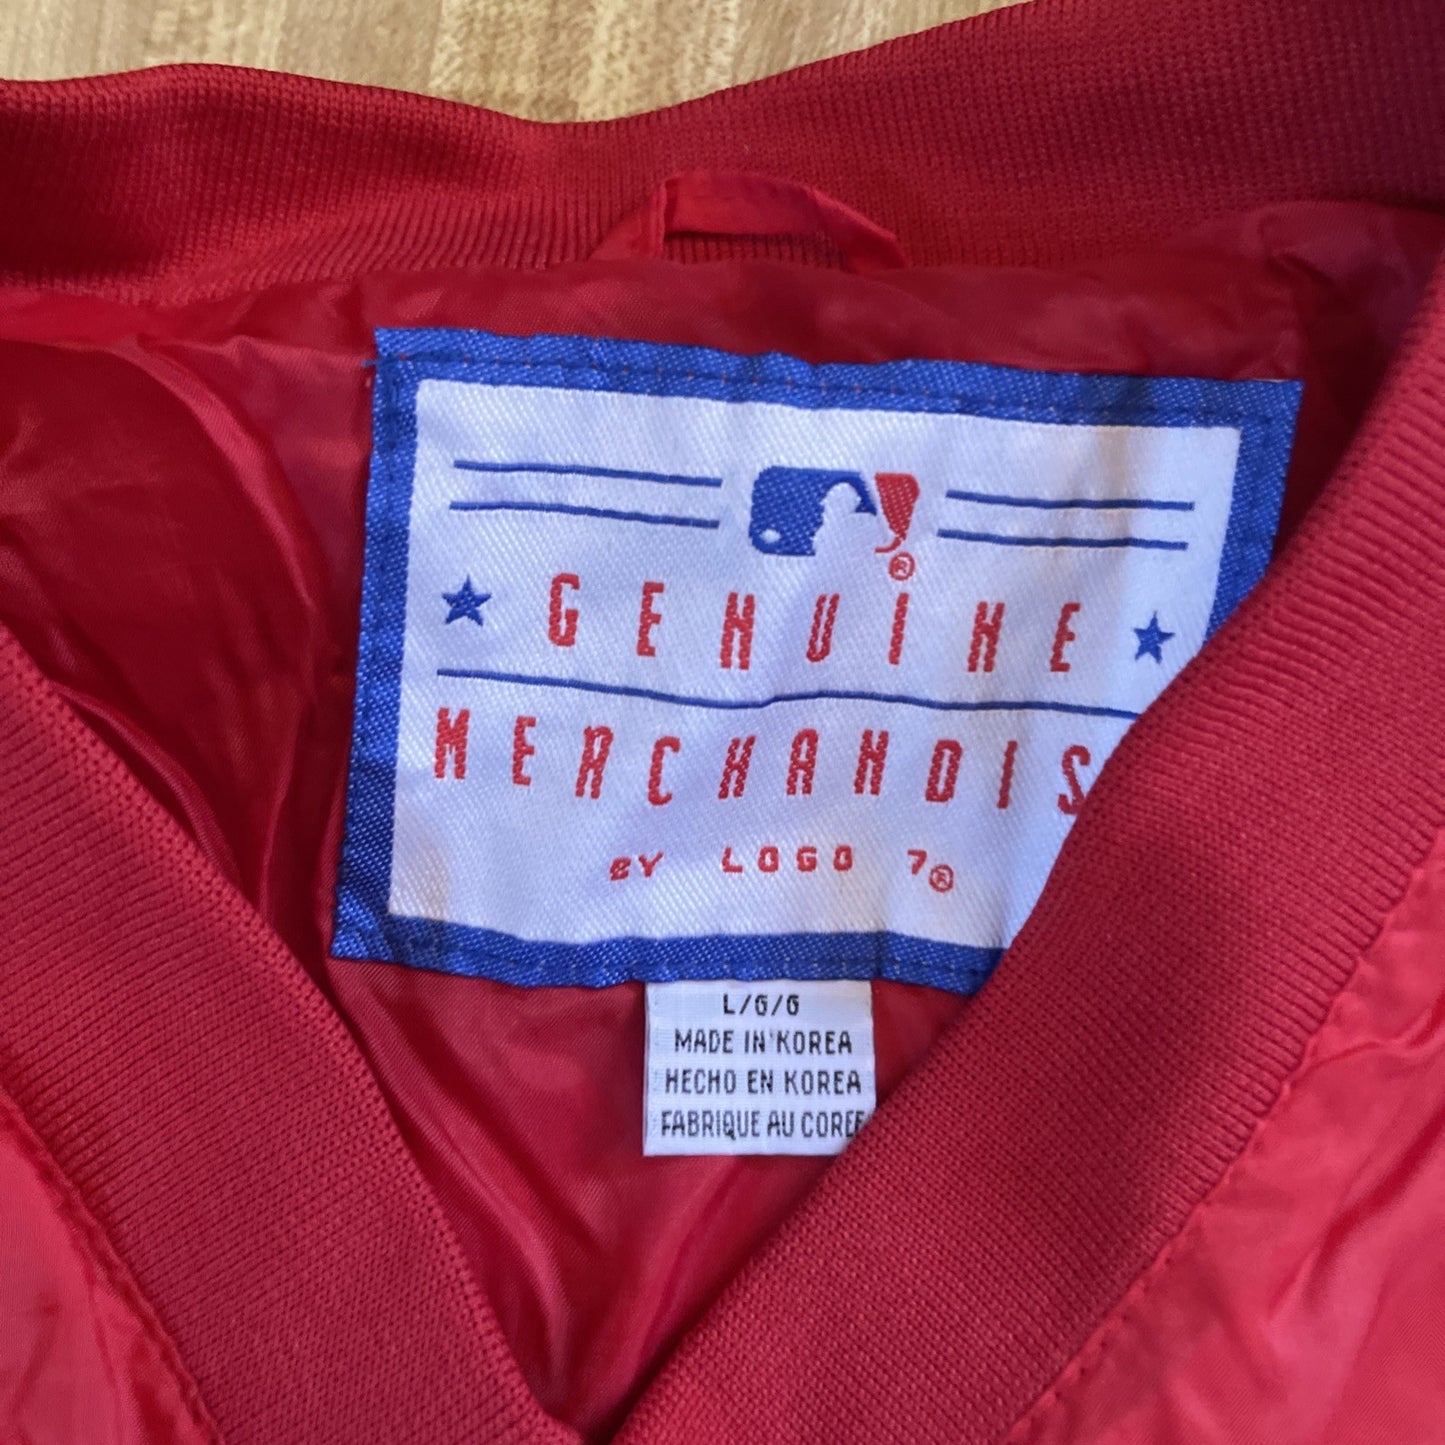 ®
GENUINE
MERCHANDIS
BY LOGO 7®
L/G/G
MADE IN KOREA
HECHO EN KOREA
FABRIQUE AU COREE